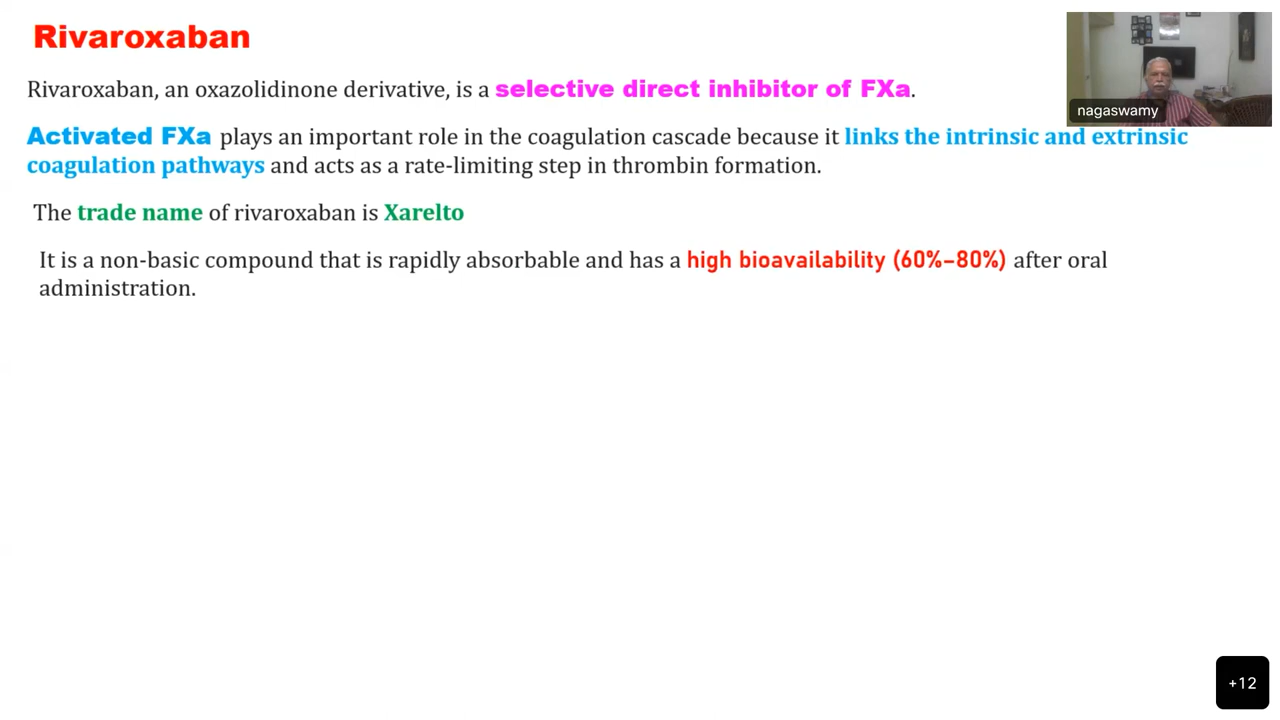 Rivaroxaban
Rivaroxaban, an oxazolidinone derivative, is a selective direct inhibitor of FXa.
Activated FXa plays an important role in the coagulation cascade because it links the intrinsic and extrinsic
coagulation pathways and acts as a rate-limiting step in thrombin formation.
The trade name of rivaroxaban is Xarelto
It is a non-basic compound that is rapidly absorbable and has a high bioavailability (60%–80%) after oral
administration.
nagaswamy
+12